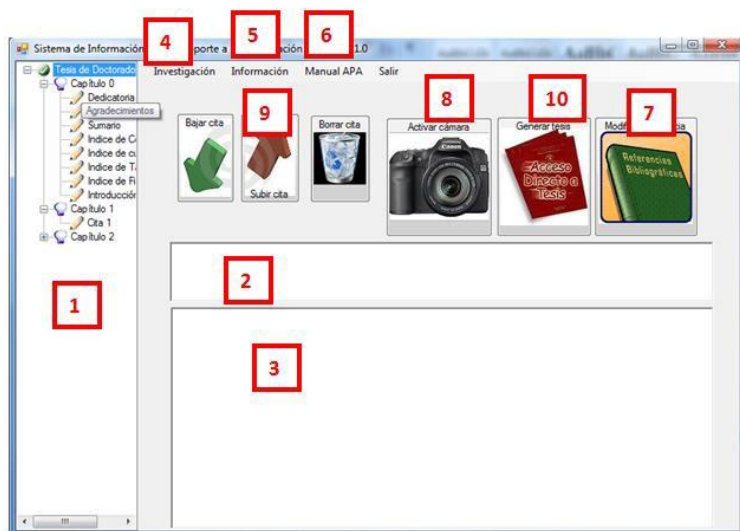 4
5
6
Sistema de Información
porte a
ación
1.0
Tesis de Doctorado
Investigación
Información
Manual APA
Salir
Capítulo 0
Dedicatoria
Agradecimientos
Sumario
Indice de C
Indice de cu
Indice de T
Indice de Fi
Introducción
Capítulo 1
Cita 1
Capítulo 2
9
8
10
7
Bajar cita
Subir cita
Borrar cita
Activar cámara
Canon
Generar tesis
Acceso
Directo a
Tesis
Modif
cia
Referencias
Bibliográficas
1
2
3